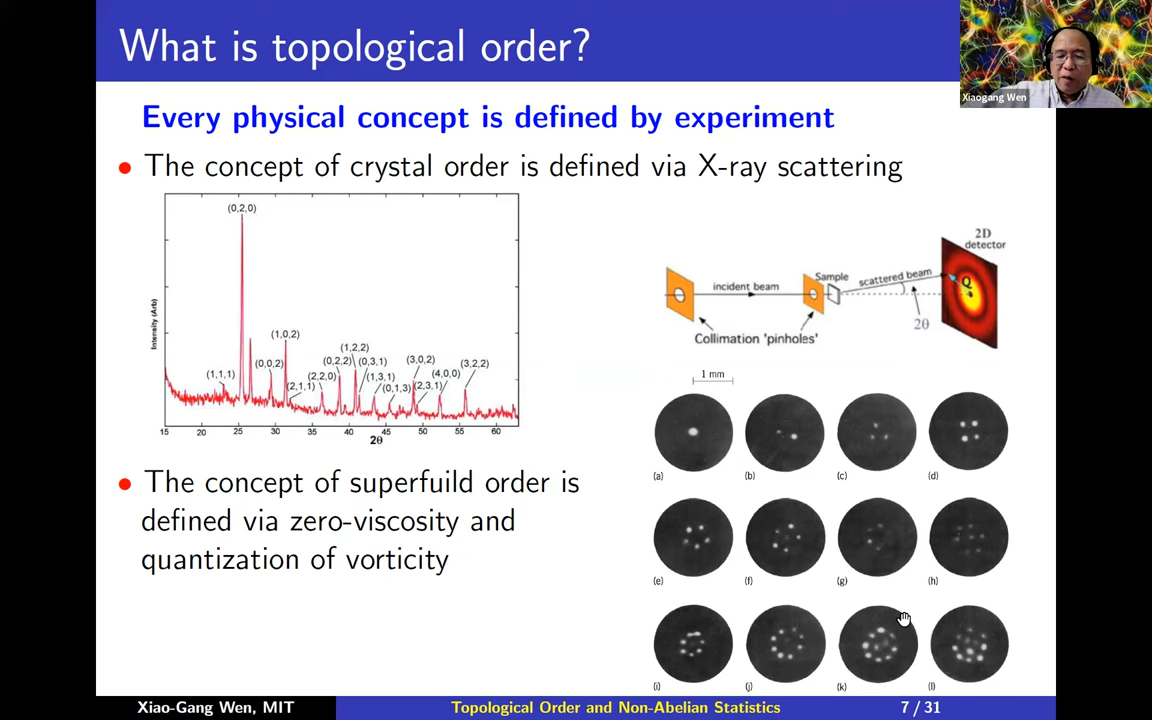 What is topological order?
Xiaogang Wen
Every physical concept is defined by experiment
• The concept of crystal order is defined via X-ray scattering
(0,2,0)
(1,0,2)
(1,2,2)
(0,0,2)
(0,2,2)
(0,3,1)
(3,0,2)
(3,2,2)
(1,1,1)
(2,2,0)
(1,3,1)
(4,0,0)
(2,1,1)
(0,1,3)
(2,3,1)
Intensity (Arb)
15 20 25 30 35 40 45 50 55 60
2θ
2D
detector
Sample
scattered beam
incident beam
Q
2θ
Collimation 'pinholes'
1 mm
(a) (b) (c) (d)
• The concept of superfuild order is
defined via zero-viscosity and
quantization of vorticity
(e) (f) (g) (h)
(i) (j) (k) (l)
Xiao-Gang Wen, MIT
Topological Order and Non-Abelian Statistics
7 / 31